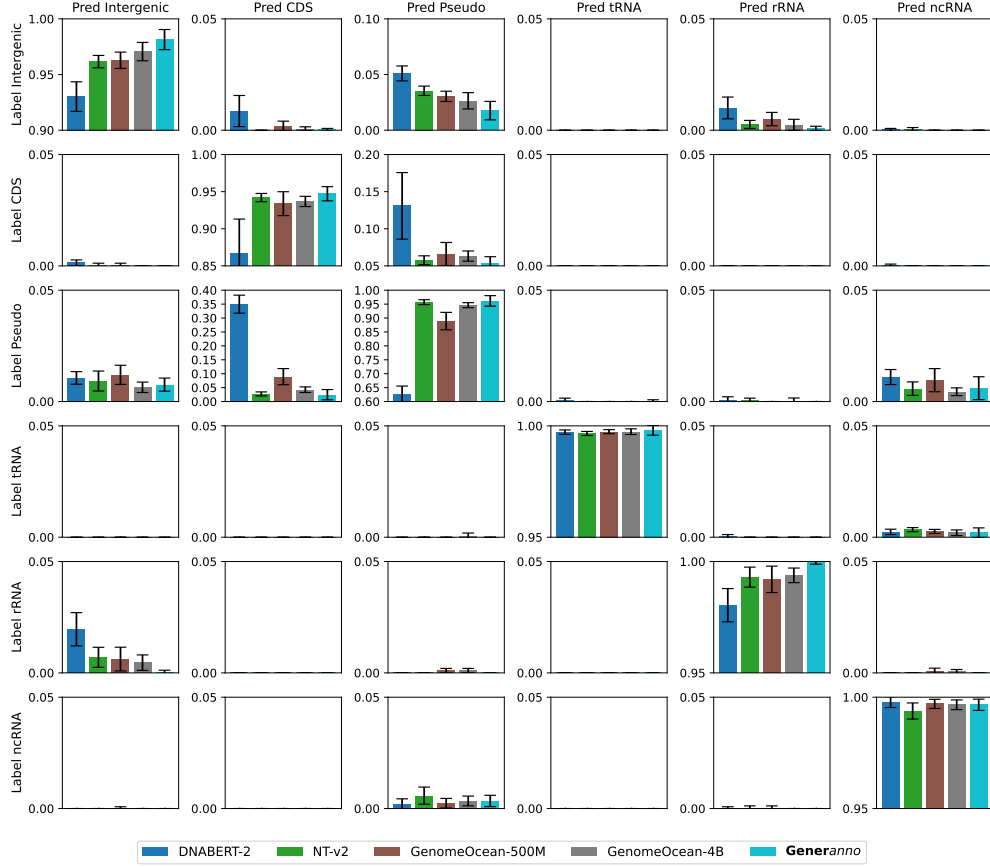 Pred Intergenic Pred CDS Pred Pseudo Pred tRNA Pred rRNA Pred ncRNA
Label Intergenic
1.00 0.05 0.10 0.05 0.05 0.05
0.95 0.05
0.90 0.00 0.00 0.00 0.00 0.00
Label CDS
0.05 1.00 0.20 0.05 0.05 0.05
0.95 0.15
0.90 0.10
0.00 0.85 0.05 0.00 0.00 0.00
Label Pseudo
0.05 0.40 1.00 0.05 0.05 0.05
0.35 0.95
0.30 0.90
0.25 0.85
0.20 0.80
0.15 0.75
0.10 0.70
0.05 0.65
0.00 0.00 0.60 0.00 0.00 0.00
Label tRNA
0.05 0.05 0.05 1.00 0.05 0.05
0.00 0.00 0.00 0.95 0.00 0.00
Label rRNA
0.05 0.05 0.05 0.05 1.00 0.05
0.00 0.00 0.00 0.00 0.95 0.00
Label ncRNA
0.05 0.05 0.05 0.05 0.05 1.00
0.00 0.00 0.00 0.00 0.00 0.95
DNABERT-2 NT-v2 GenomeOcean-500M GenomeOcean-4B Generanno